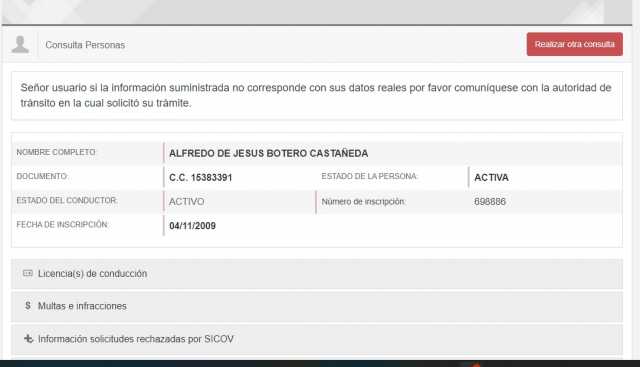 Consulta Personas
Realizar otra consulta
Señor usuario si la información suministrada no corresponde con sus datos reales por favor comuníquese con la autoridad de
tránsito en la cual solicitó su trámite.
NOMBRE COMPLETO: ALFREDO DE JESUS BOTERO CASTAÑEDA
DOCUMENTO: C.C. 15383391 ESTADO DE LA PERSONA: ACTIVA
ESTADO DEL CONDUCTOR: ACTIVO Número de inscripción: 698886
FECHA DE INSCRIPCIÓN: 04/11/2009
Licencia(s) de conducción
$ Multas e infracciones
Información solicitudes rechazadas por SICOV